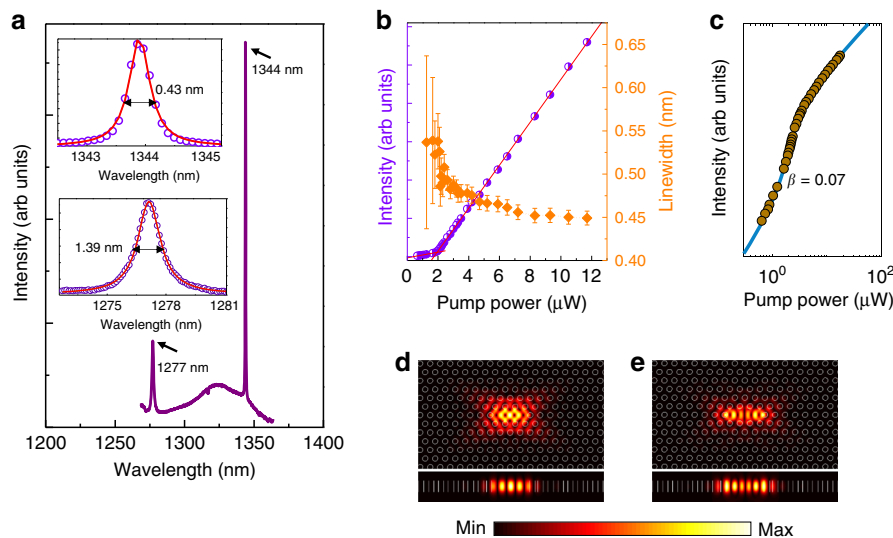 a
Intensity (arb units)
1344 nm
0.43 nm
1343 1344 1345
Wavelength (nm)
1.39 nm
1275 1278 1281
Wavelength (nm)
1277 nm
1200 1250 1300 1350 1400
Wavelength (nm)
b
Intensity (arb units)
0.65
0.60
0.55
0.50
0.45
0.40
Linewidth (nm)
0 2 4 6 8 10 12
Pump power (μW)
c
Intensity (arb units)
β = 0.07
10⁰ 10²
Pump power (μW)
d
e
Min Max